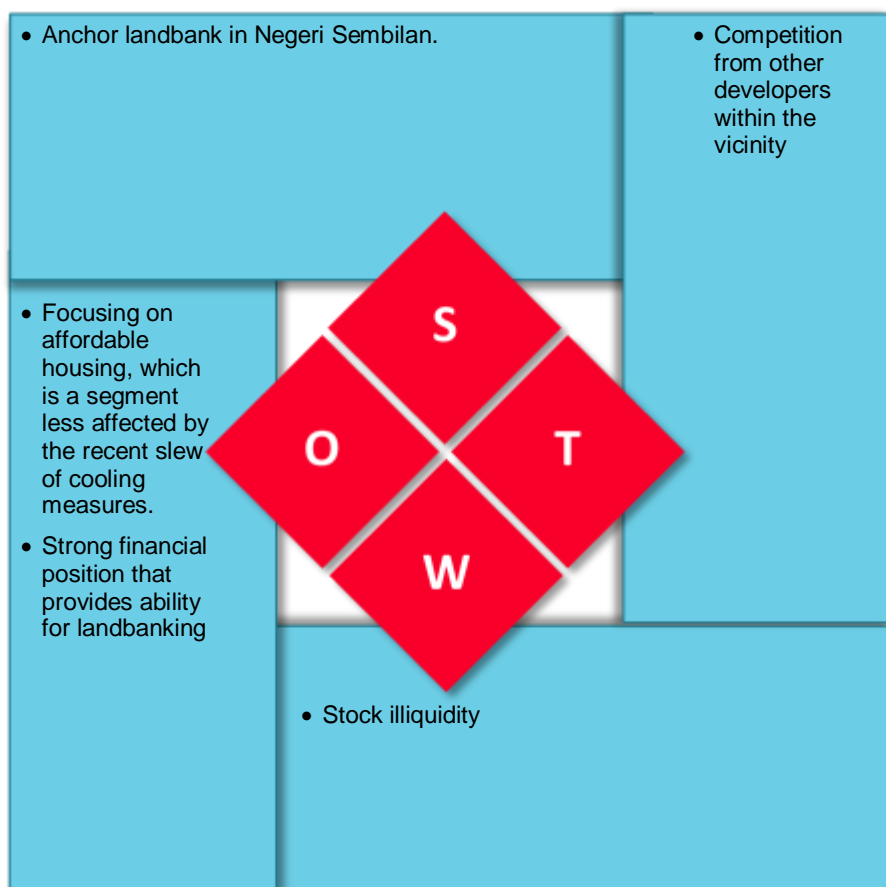 • Anchor landbank in Negeri Sembilan.
• Competition
from other
developers
within the
vicinity
• Focusing on
affordable
housing, which
is a segment
less affected by
the recent slew
of cooling
measures.
• Strong financial
position that
provides ability
for landbanking
S
O
T
W
• Stock illiquidity